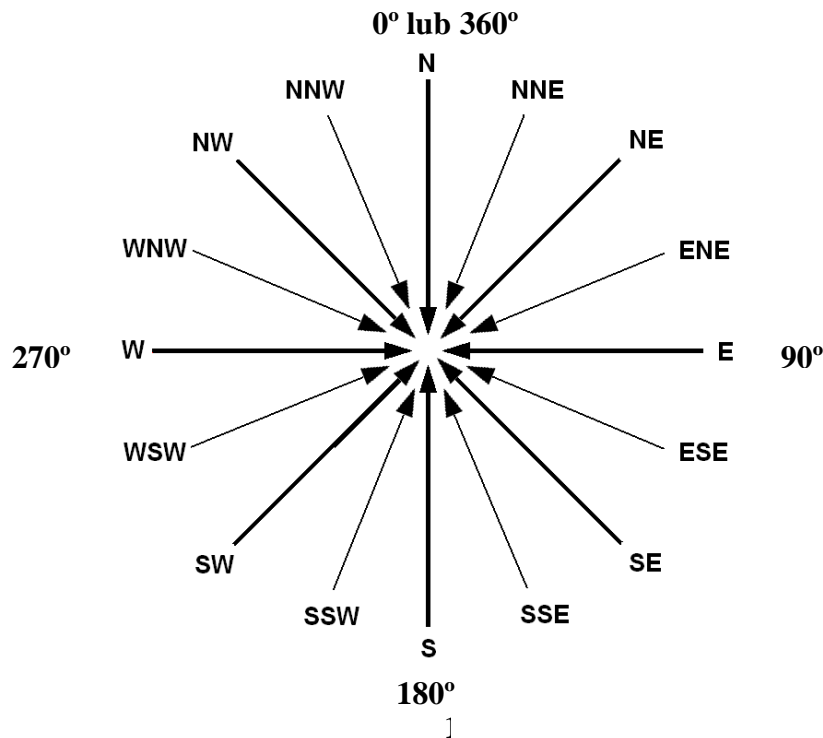 0º lub 360º
N
NNW NNE
NW NE
WNW ENE
270º W E 90º
WSW ESE
SW SE
SSW SSE
S
180º